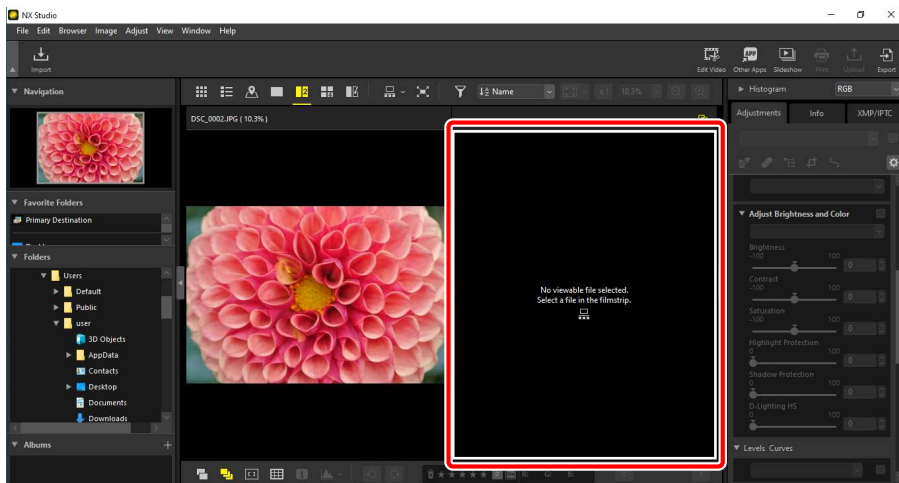 NX Studio
File Edit Browser Image Adjust View Window Help
Import
Edit Video Other Apps Slideshow Print Upload Export
Navigation
Name
10.3%
Histogram RGB
DSC_0002.JPG ( 10.3% )
Adjustments Info XMP/IPTC
Favorite Folders
Primary Destination
Folders
Users
Default
Public
user
3D Objects
AppData
Contacts
Desktop
Documents
Downloads
Albums
No viewable file selected.
Select a file in the filmstrip.
Adjust Brightness and Color
Brightness
-100 100
0
Contrast
-100 100
0
Saturation
-100 100
0
Highlight Protection
0 100
0
Shadow Protection
0 100
0
D-Lighting HS
0 100
0
Levels Curves
R: G: B: